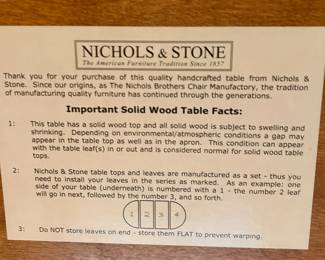 NICHOLS & STONE
The American Furniture Tradition Since 1857
Thank you for your purchase of this quality handcrafted table from Nichols &
Stone. Since our origins, as The Nichols Brothers Chair Manufactory, the tradition
of manufacturing quality furniture has continued through the generations.
Important Solid Wood Table Facts:
1: This table has a solid wood top and all solid wood is subject to swelling and
shrinking. Depending on environmental/atmospheric conditions a gap may
appear in the table top as well as in the apron. This condition can appear
with the table leaf(s) in or out and is considered normal for solid wood table
tops.
2: Nichols & Stone table tops and leaves are manufactured as a set - thus you
need to install your leaves in the series as marked. As an example: one
side of your table (underneath) is numbered with a 1 - the number 2 leaf
will go in next, followed by the number 3, and so forth.
1 2 3 4
3: Do NOT store leaves on end - store them FLAT to prevent warping.